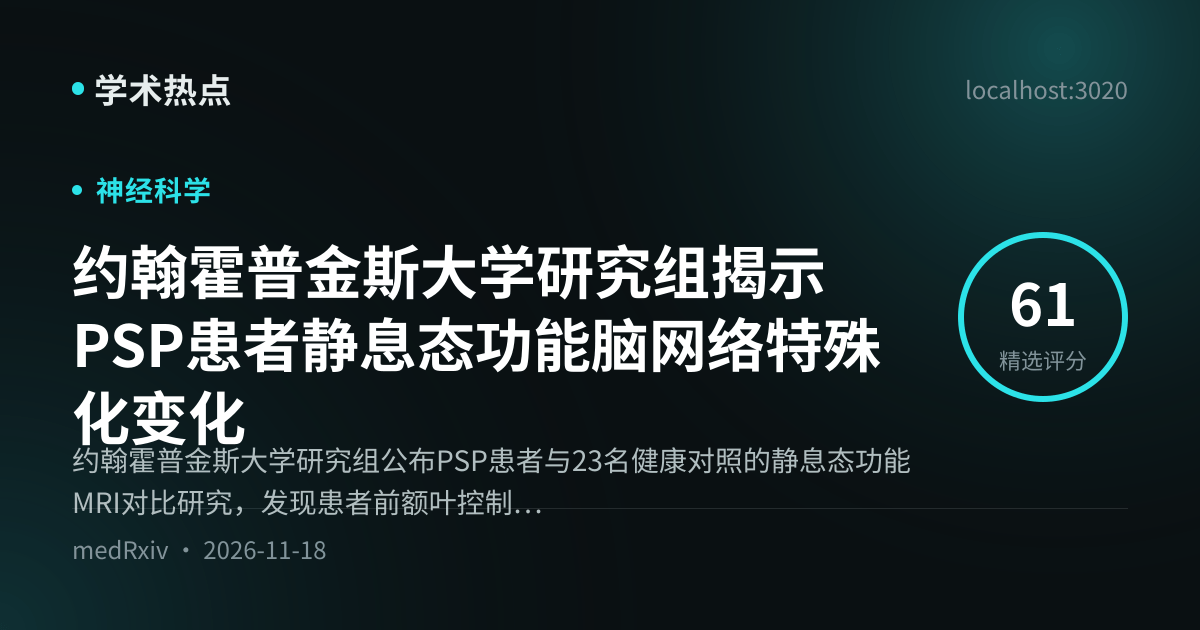 学术热点
localhost:3020
神经科学
约翰霍普金斯大学研究组揭示
PSP患者静息态功能脑网络特殊
化变化
61
精选评分
约翰霍普金斯大学研究组公布PSP患者与23名健康对照的静息态功能
MRI对比研究，发现患者前额叶控制…
medRxiv · 2026-11-18